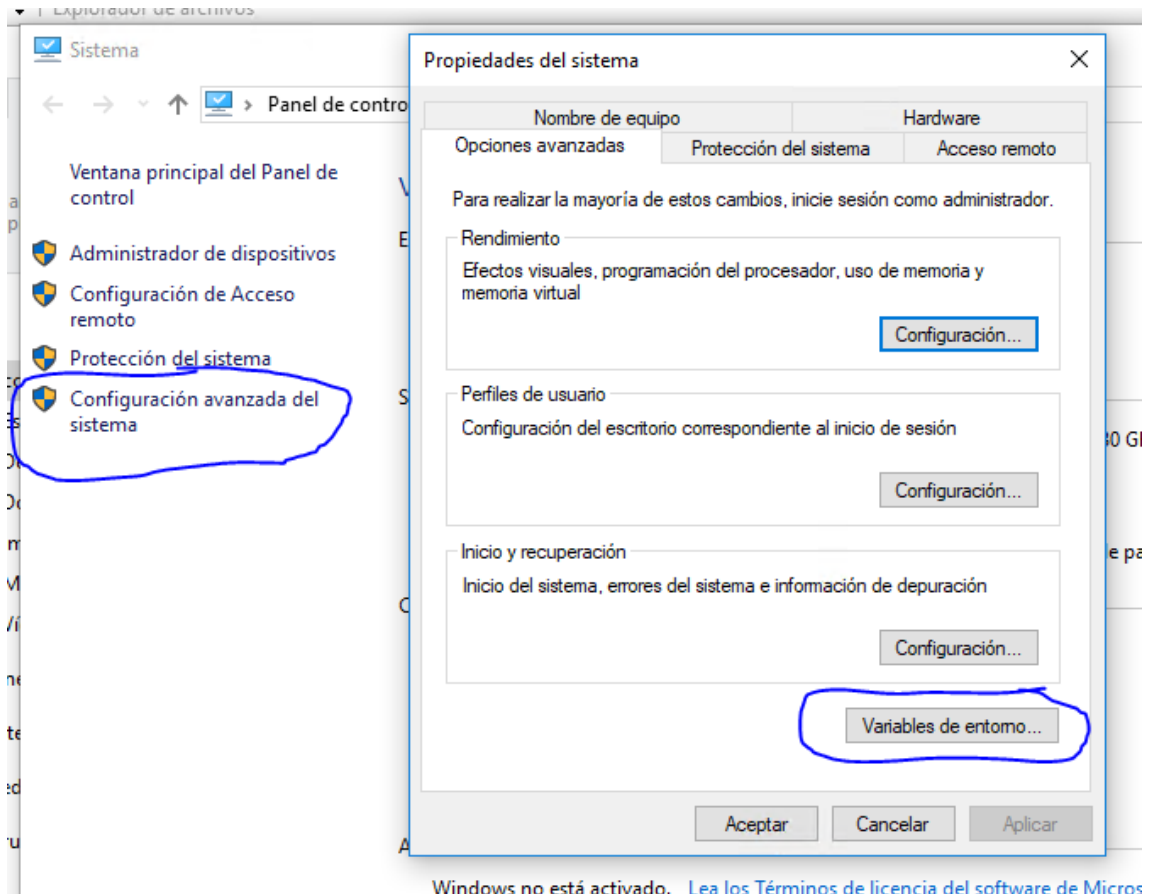 Explorador de archivos
Sistema
Panel de contro
Ventana principal del Panel de
control
Administrador de dispositivos
Configuración de Acceso
remoto
Protección del sistema
Configuración avanzada del
sistema
Propiedades del sistema
Nombre de equipo
Hardware
Opciones avanzadas
Protección del sistema
Acceso remoto
Para realizar la mayoría de estos cambios, inicie sesión como administrador.
Rendimiento
Efectos visuales, programación del procesador, uso de memoria y
memoria virtual
Configuración...
Perfiles de usuario
Configuración del escritorio correspondiente al inicio de sesión
Configuración...
Inicio y recuperación
Inicio del sistema, errores del sistema e información de depuración
Configuración...
Variables de entorno...
Aceptar
Cancelar
Aplicar
Windows no está activado. Lea los Términos de licencia del software de Micros